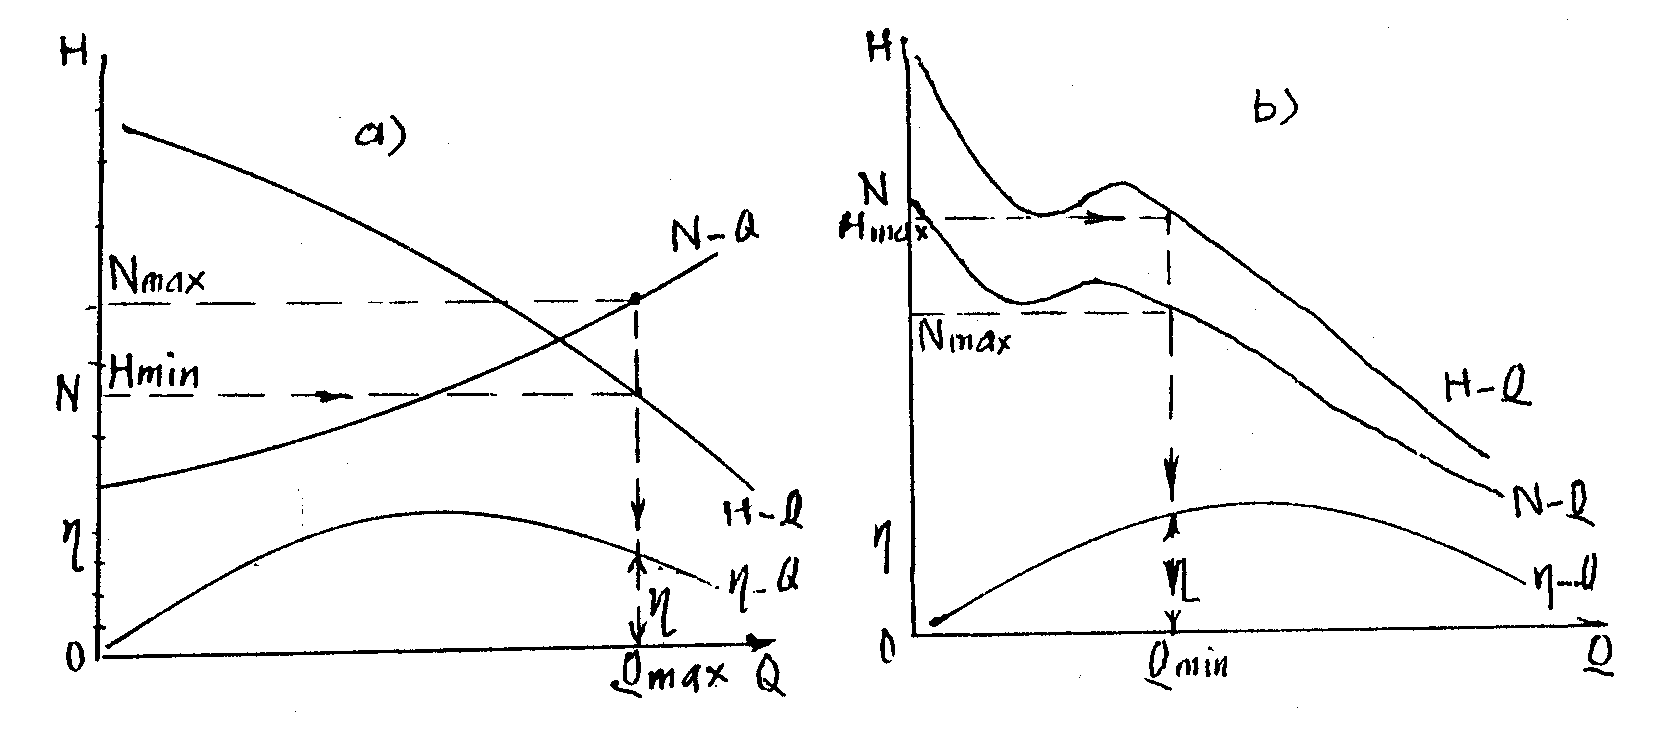 H
a)
N-Q
Nmax
Hmin
N
H-Q
η
η-Q
η
0
Qmax
Q
H
b)
N
Hmax
Nmax
H-Q
N-Q
η
η-Q
η
0
Qmin
Q